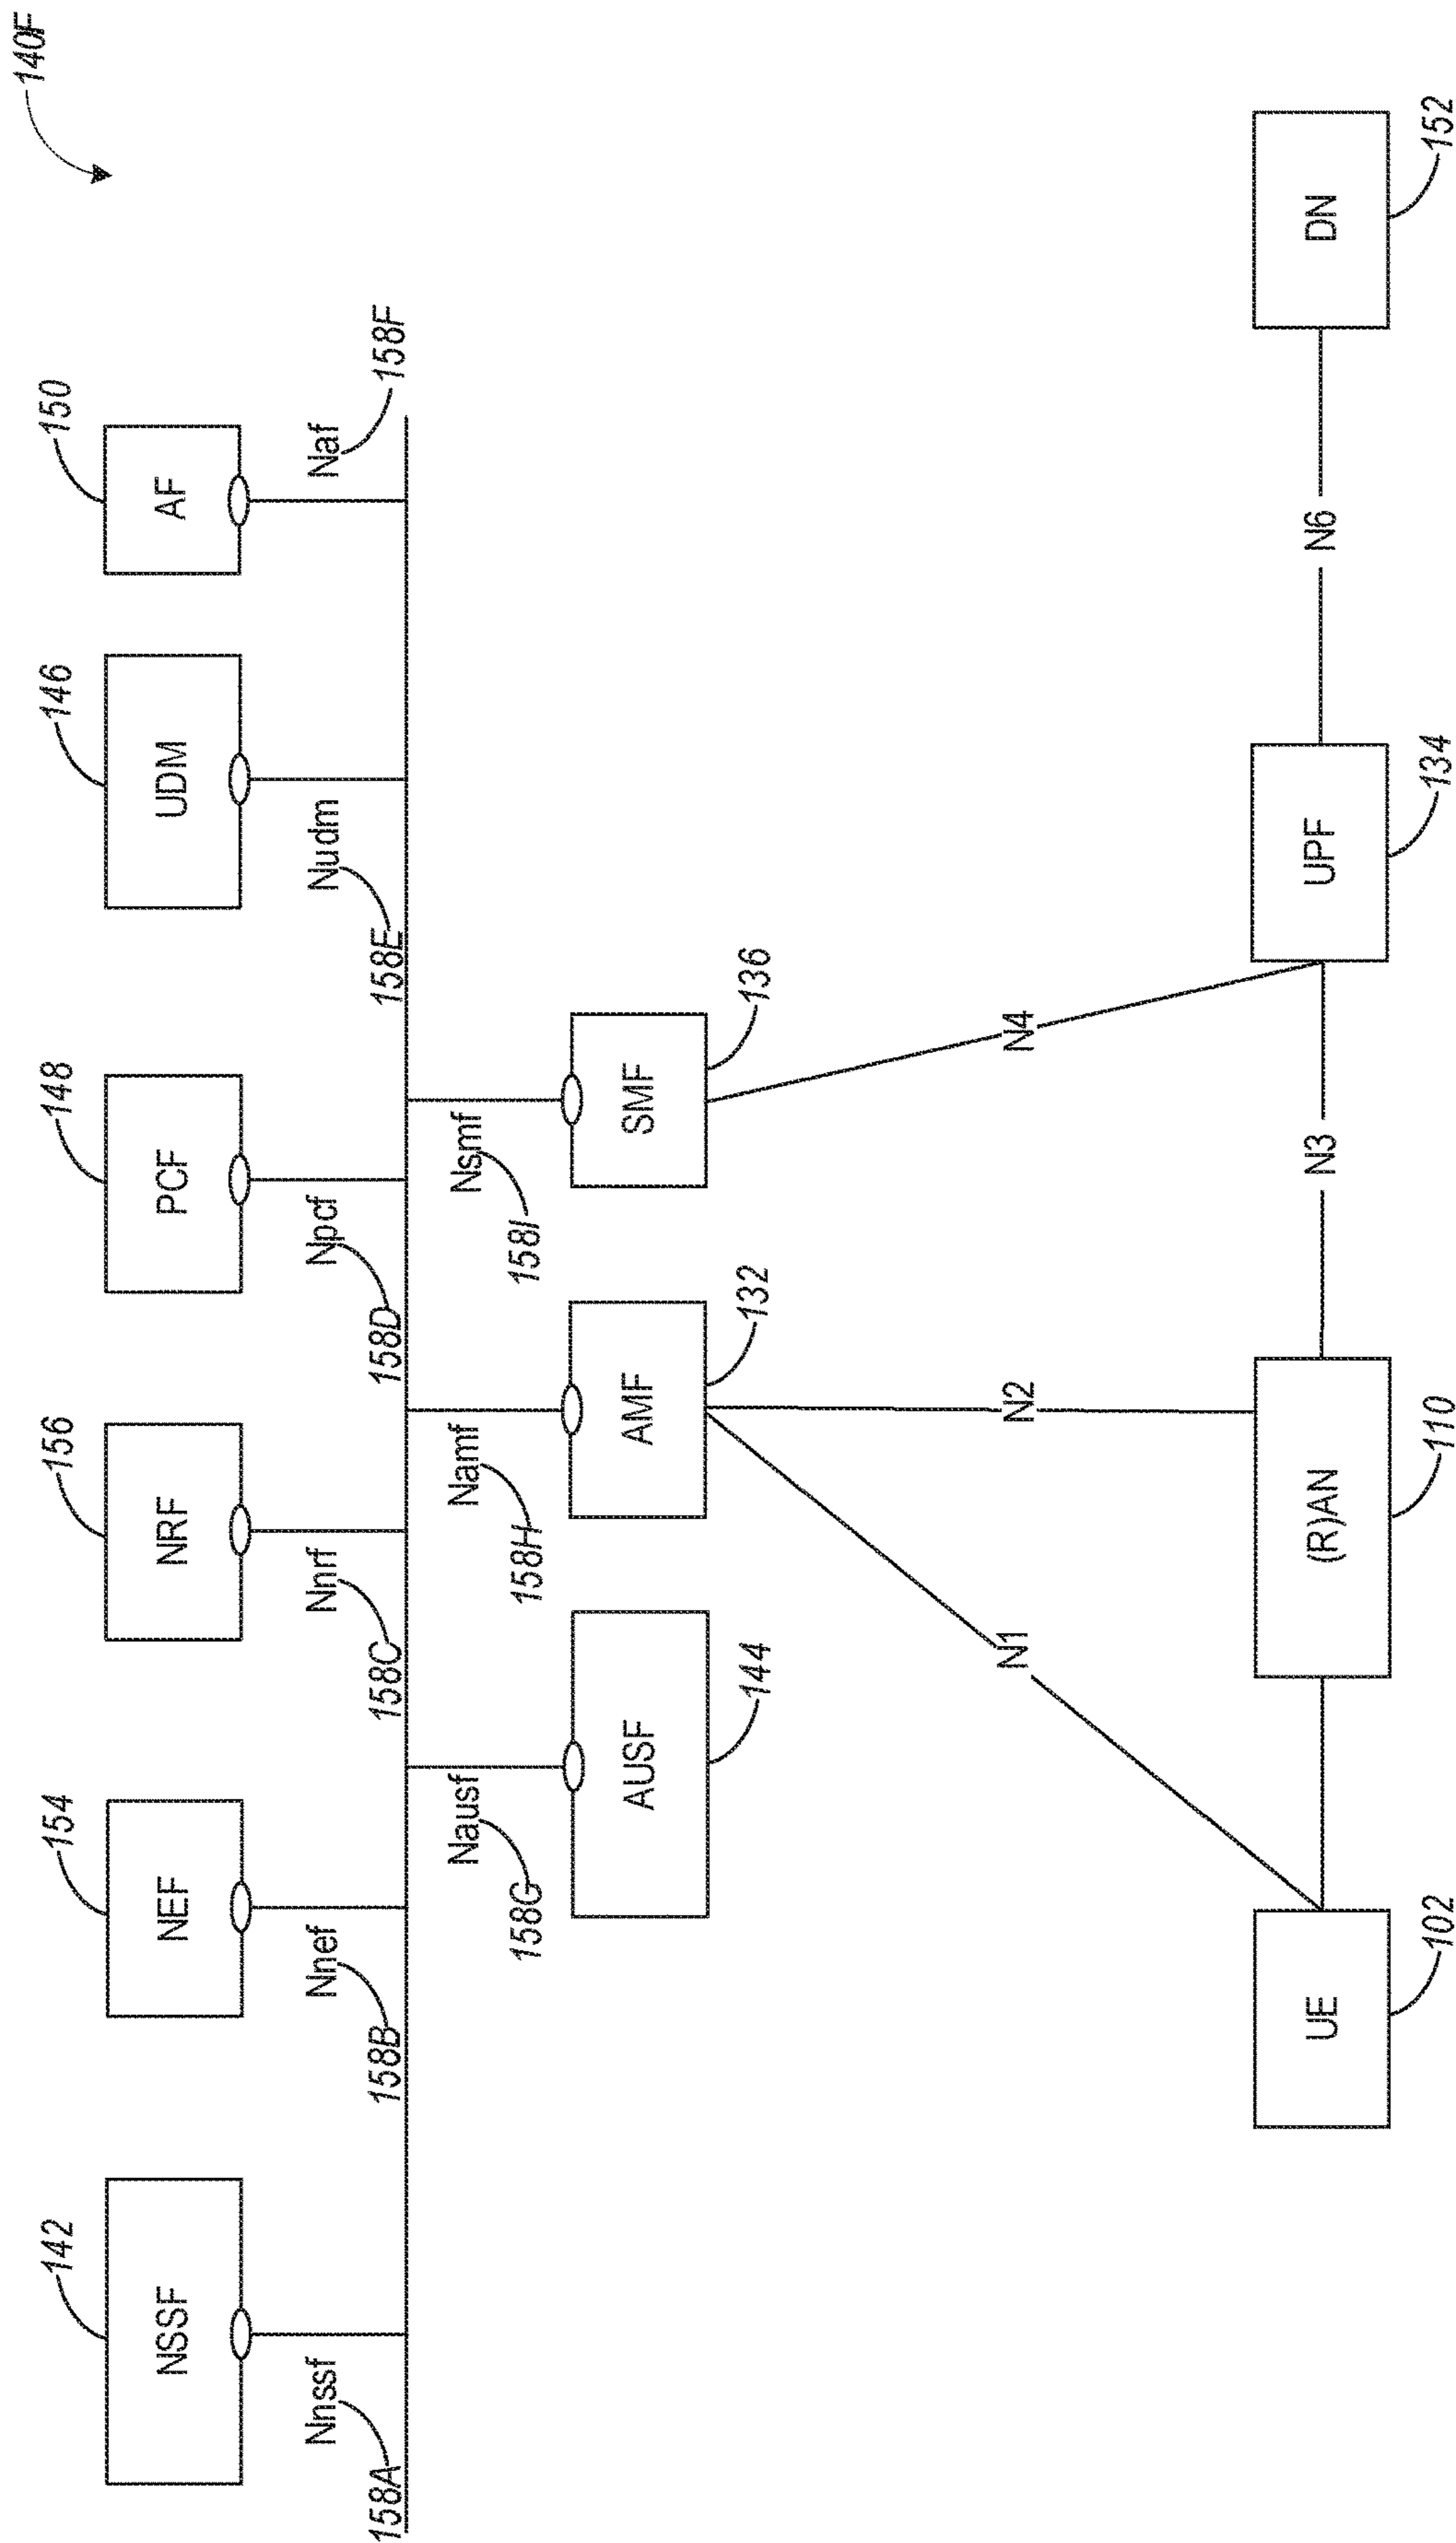 140F
142
154
156
148
146
150
NSSF
NEF
NRF
PCF
UDM
AF
Nnssf
Nnef
Nnrf
Npcf
Nudm
Naf
158A
158B
158C
158D
158E
158F
Nausf
Namf
Nsmf
158G
158H
158I
AUSF
AMF
SMF
144
132
136
N1
N2
N4
UE
(R)AN
N3
UPF
N6
DN
102
110
134
152